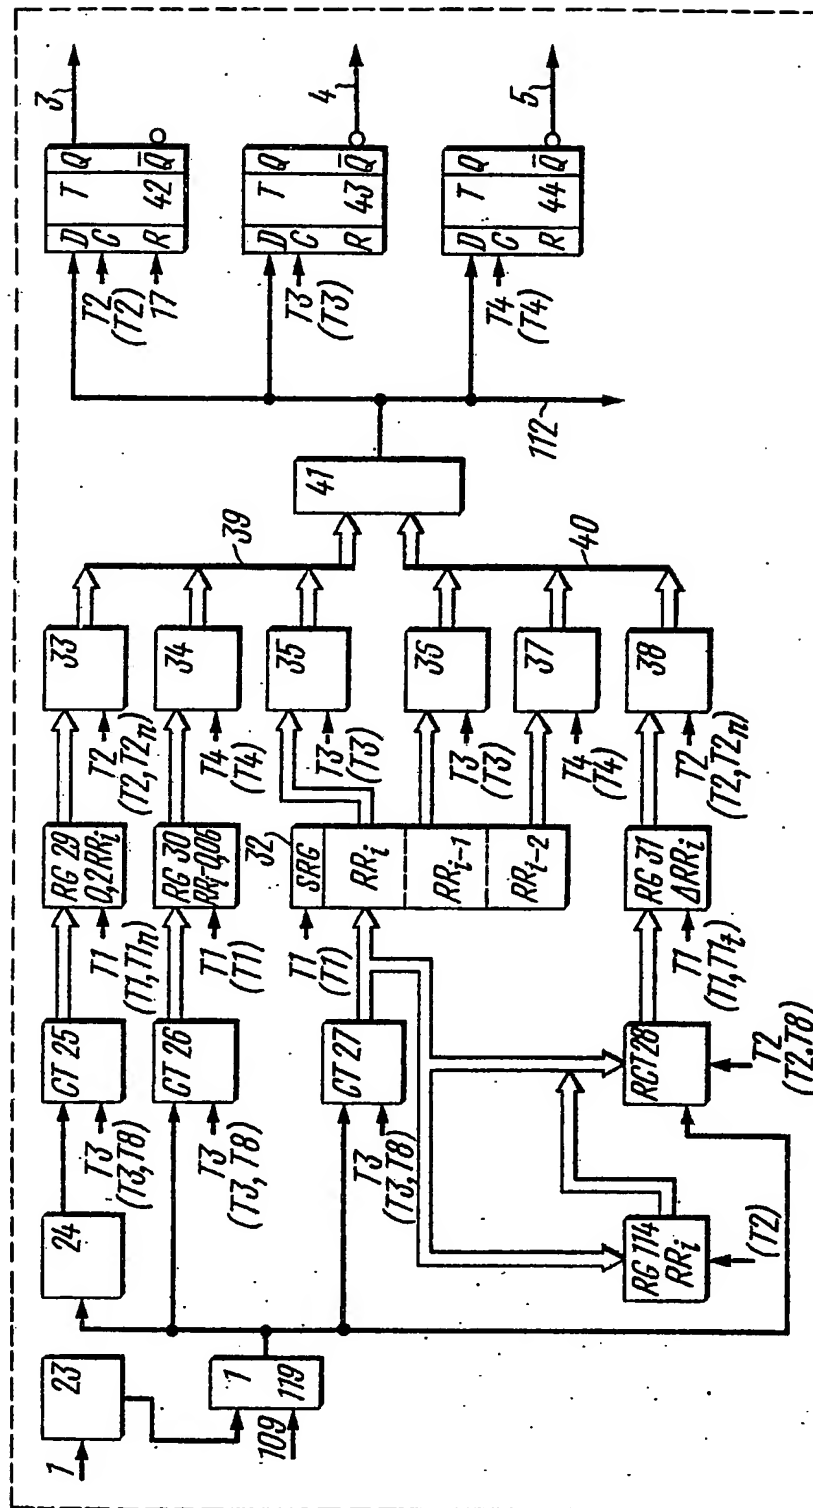 1
23
109
1
119
24
CT 25
T3
(T3, T8)
CT 26
T3
(T3, T8)
CT 27
T3
(T3, T8)
RG 114
RRi
(T2)
RCT 28
T2
(T2, T8)
RG 29
0,2RRi
T1
(T1, T1n)
RG 30
RRi-0,06
T1
(T1)
32
SRG
RRi
RRi-1
RRi-2
T1
(T1)
RG 31
ΔRRi
T1
(T1, T1z)
33
T2
(T2, T2n)
34
T4
(T4)
35
T3
(T3)
36
T3
(T3)
37
T4
(T4)
38
T2
(T2, T2n)
39
40
41
112
D T Q
C
R 42 Q̅
T2
(T2)
17
3
D T Q
C
R 43 Q̅
T3
(T3)
4
D T Q
C
R 44 Q̅
T4
(T4)
5